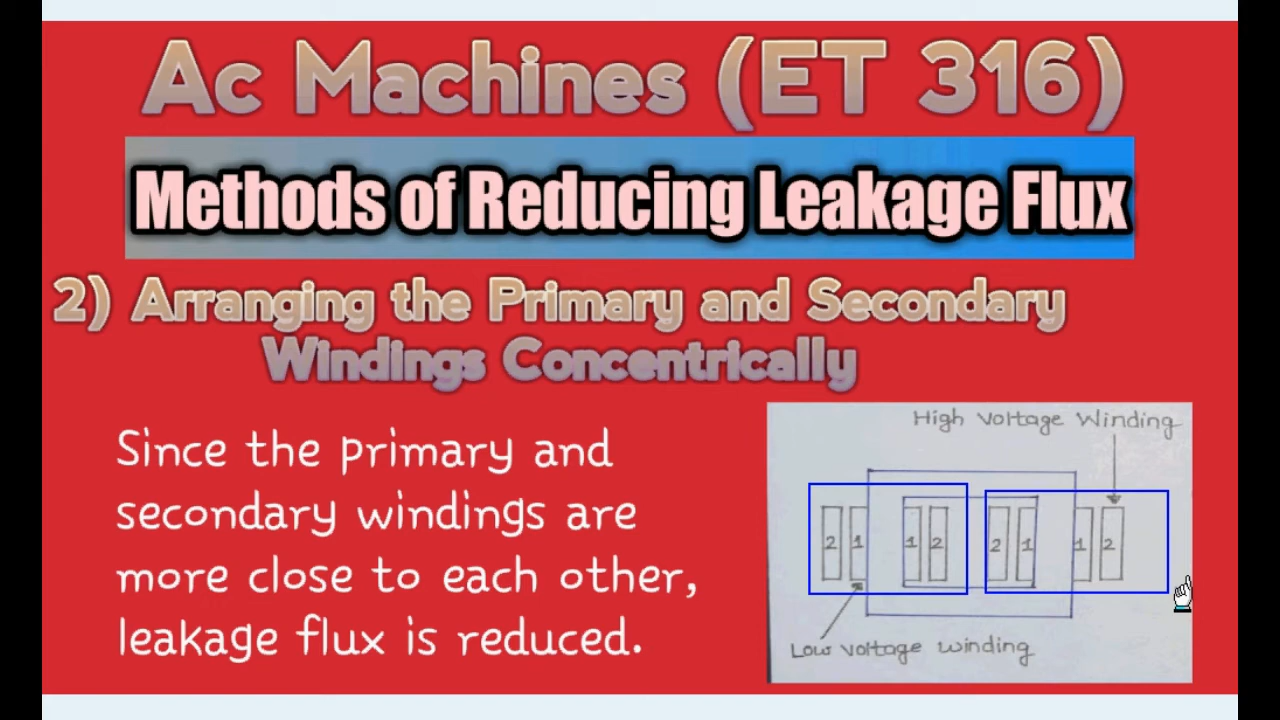 Ac Machines (ET 316)
Methods of Reducing Leakage Flux
2) Arranging the Primary and Secondary
Windings Concentrically
Since the primary and
secondary windings are
more close to each other,
leakage flux is reduced.
High Voltage Winding
2 1 1 2 2 1 1 2
Low Voltage winding